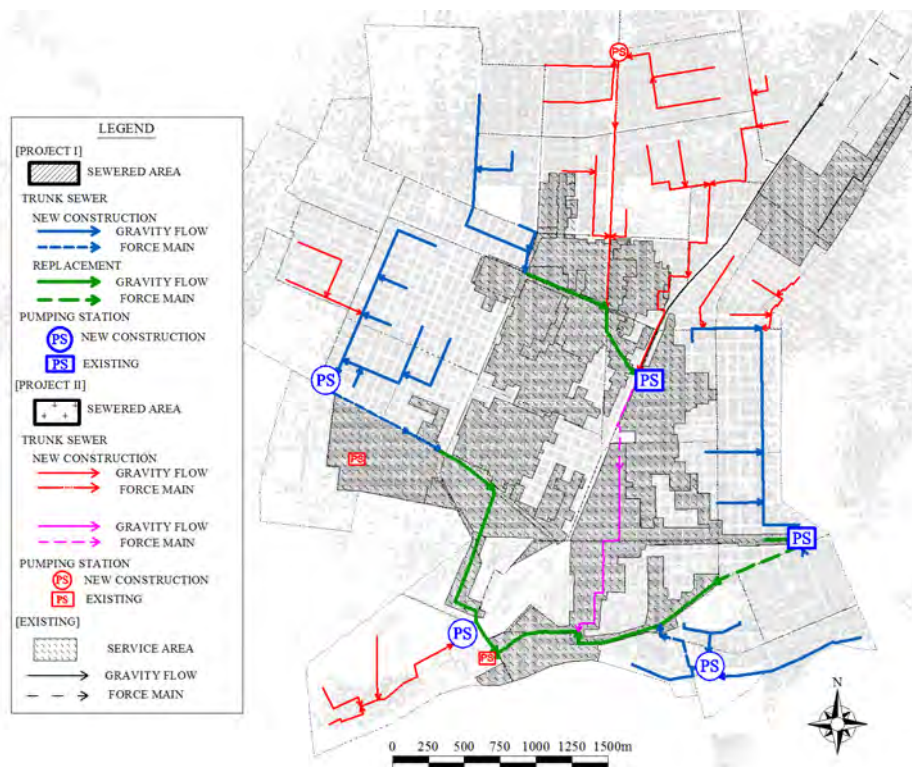 LEGEND
[PROJECT I]
SEWERED AREA
TRUNK SEWER
NEW CONSTRUCTION
GRAVITY FLOW
FORCE MAIN
REPLACEMENT
GRAVITY FLOW
FORCE MAIN
PUMPING STATION
PS NEW CONSTRUCTION
PS EXISTING
[PROJECT II]
SEWERED AREA
TRUNK SEWER
NEW CONSTRUCTION
GRAVITY FLOW
FORCE MAIN
GRAVITY FLOW
FORCE MAIN
PUMPING STATION
PS NEW CONSTRUCTION
PS EXISTING
[EXISTING]
SERVICE AREA
GRAVITY FLOW
FORCE MAIN
PS
PS
PS
PS
PS
PS
PS
PS
N
0 250 500 750 1000 1250 1500m